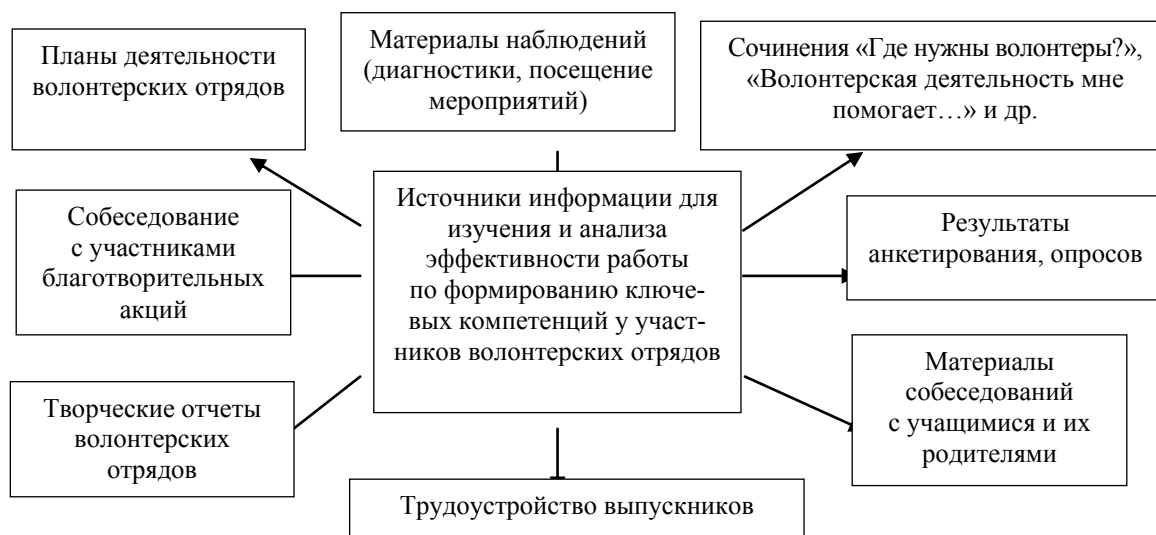 Планы деятельности
волонтерских отрядов
Материалы наблюдений
(диагностики, посещение
мероприятий)
Сочинения «Где нужны волонтеры?»,
«Волонтерская деятельность мне
помогает…» и др.
Собеседование
с участниками
благотворительных
акций
Источники информации для
изучения и анализа
эффективности работы
по формированию ключе-
вых компетенций у участ-
ников волонтерских отрядов
Результаты
анкетирования, опросов
Творческие отчеты
волонтерских
отрядов
Материалы
собеседований
с учащимися и их
родителями
Трудоустройство выпускников